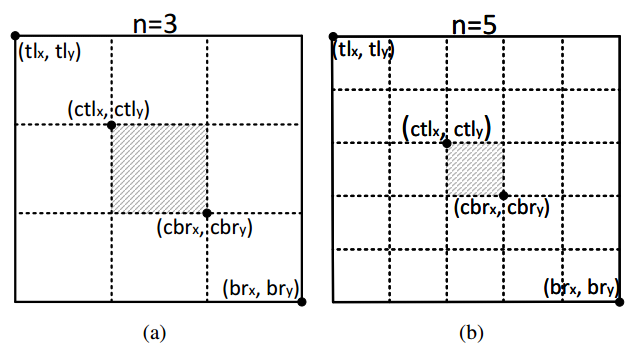 n=3
(tlx, tly)
(ctlx, ctly)
(cbrx, cbry)
(brx, bry)
(a)
n=5
(tlx, tly)
(ctlx, ctly)
(cbrx, cbry)
(brx, bry)
(b)